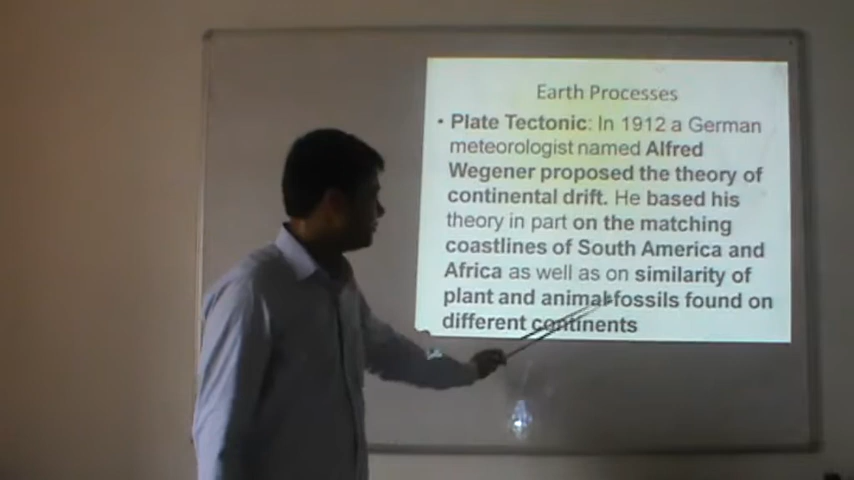 Earth Processes
• Plate Tectonic: In 1912 a German
meteorologist named Alfred
Wegener proposed the theory of
continental drift. He based his
theory in part on the matching
coastlines of South America and
Africa as well as on similarity of
plant and animal fossils found on
different continents